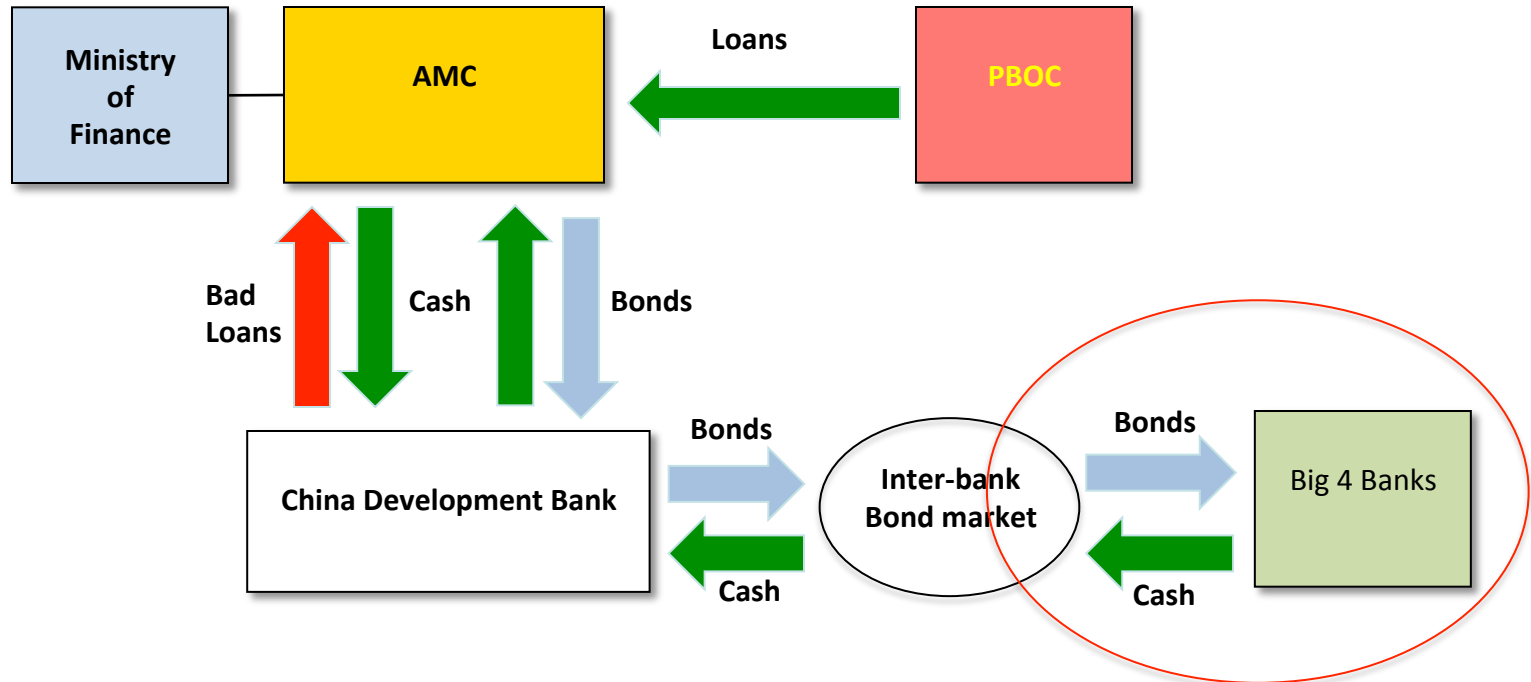 Loans
Ministry
of
Finance
AMC
PBOC
Bad
Loans
Cash
Bonds
Bonds
Bonds
China Development Bank
Inter-bank
Bond market
Big 4 Banks
Cash
Cash